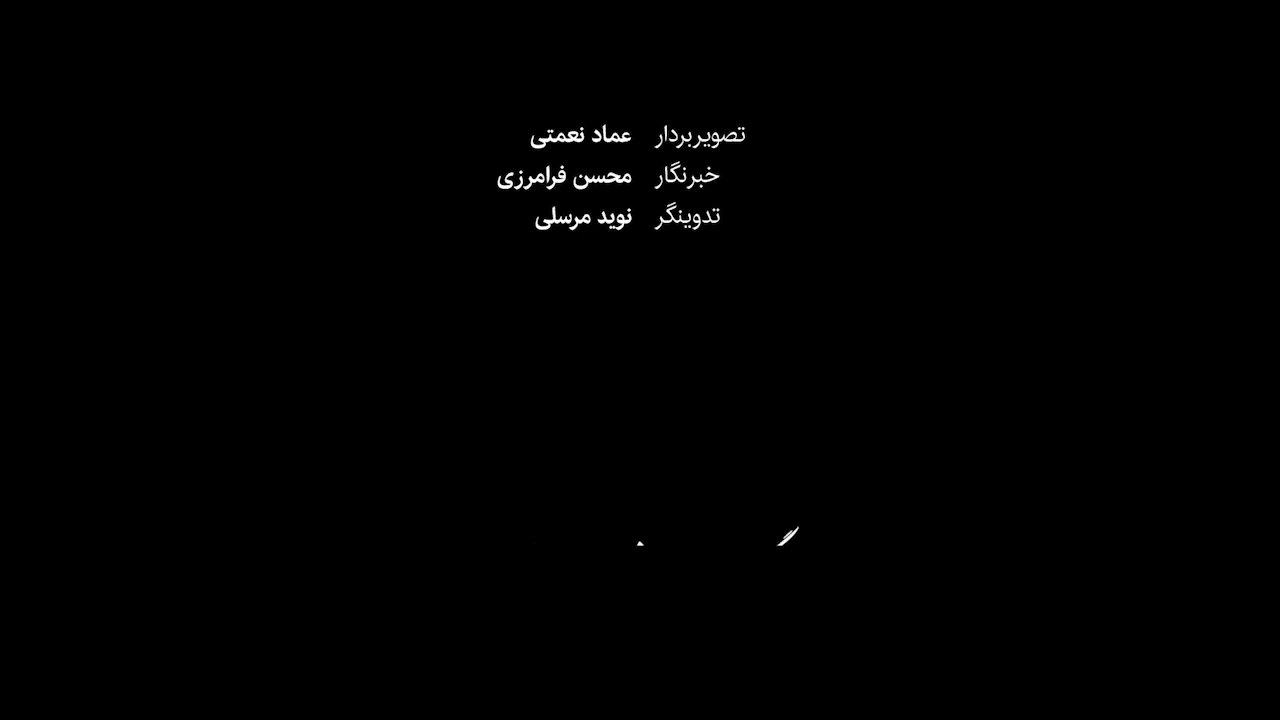 تصویربردار عماد نعمتی
خبرنگار محسن فرامرزی
تدوینگر نوید مرسلی